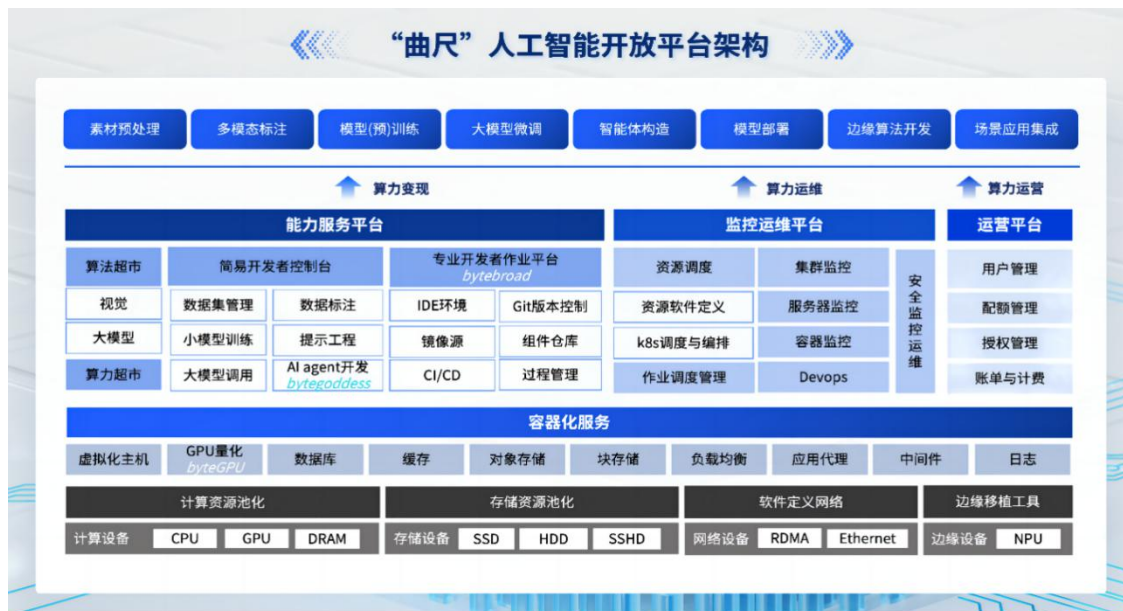 “曲尺”人工智能开放平台架构
素材预处理
多模态标注
模型(预)训练
大模型微调
智能体构造
模型部署
边缘算法开发
场景应用集成
算力变现
算力运维
算力运营
能力服务平台
监控运维平台
运营平台
算法超市
简易开发者控制台
专业开发者作业平台
bytebroad
资源调度
集群监控
安全监控运维
用户管理
视觉
数据集管理
数据标注
IDE环境
Git版本控制
资源软件定义
服务器监控
配额管理
大模型
小模型训练
提示工程
镜像源
组件仓库
k8s调度与编排
容器监控
授权管理
算力超市
大模型调用
AI agent开发
bytegoddess
CI/CD
过程管理
作业调度管理
Devops
账单与计费
容器化服务
虚拟化主机
GPU量化
byteGPU
数据库
缓存
对象存储
块存储
负载均衡
应用代理
中间件
日志
计算资源池化
存储资源池化
软件定义网络
边缘移植工具
计算设备
CPU
GPU
DRAM
存储设备
SSD
HDD
SSHD
网络设备
RDMA
Ethernet
边缘设备
NPU